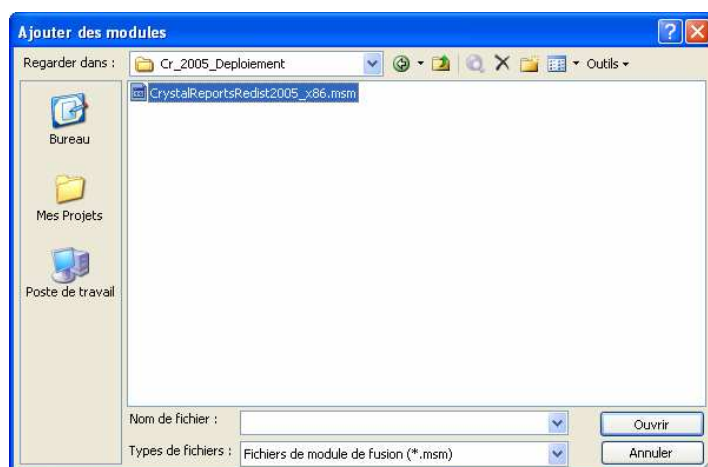 Ajouter des modules
Regarder dans : Cr_2005_Deploiement Outils
CrystalReportsRedist2005_x86.msm
Bureau
Mes Projets
Poste de travail
Nom de fichier : Ouvrir
Types de fichiers : Fichiers de module de fusion (*.msm) Annuler